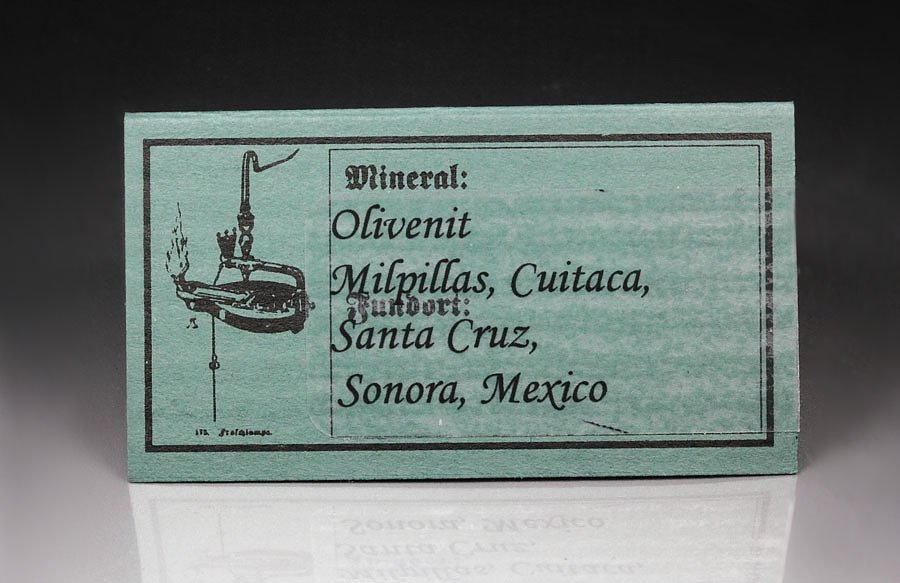 Mineral:
Olivenit
Milpillas, Cuitaca,
Fundort:
Santa Cruz,
Sonora, Mexico